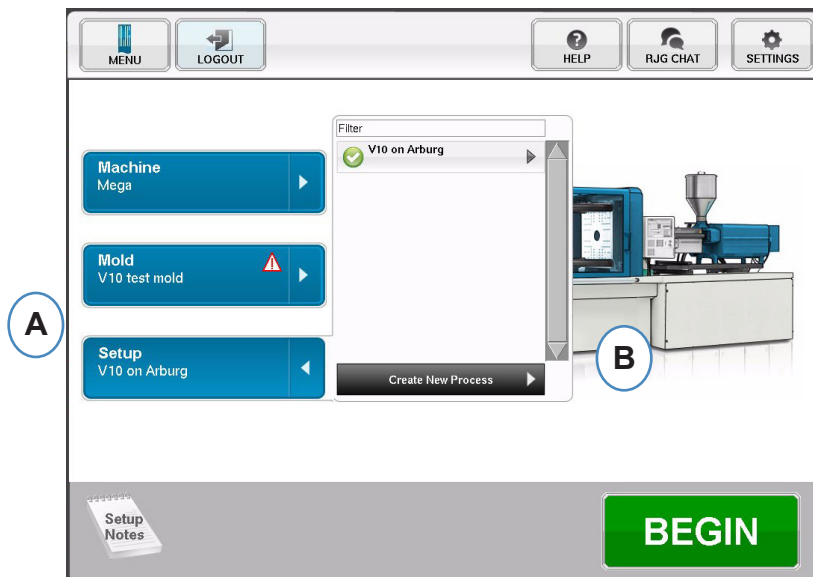 MENU
LOGOUT
HELP
RJG CHAT
SETTINGS
Filter
V10 on Arburg
Machine
Mega
Mold
V10 test mold
A
Setup
V10 on Arburg
B
Create New Process
Setup
Notes
BEGIN